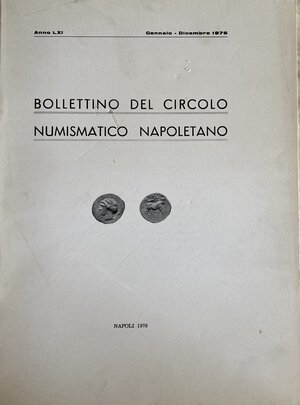 Anno LXI Gennaio - Dicembre 1976
BOLLETTINO DEL CIRCOLO
NUMISMATICO NAPOLETANO
NAPOLI 1976